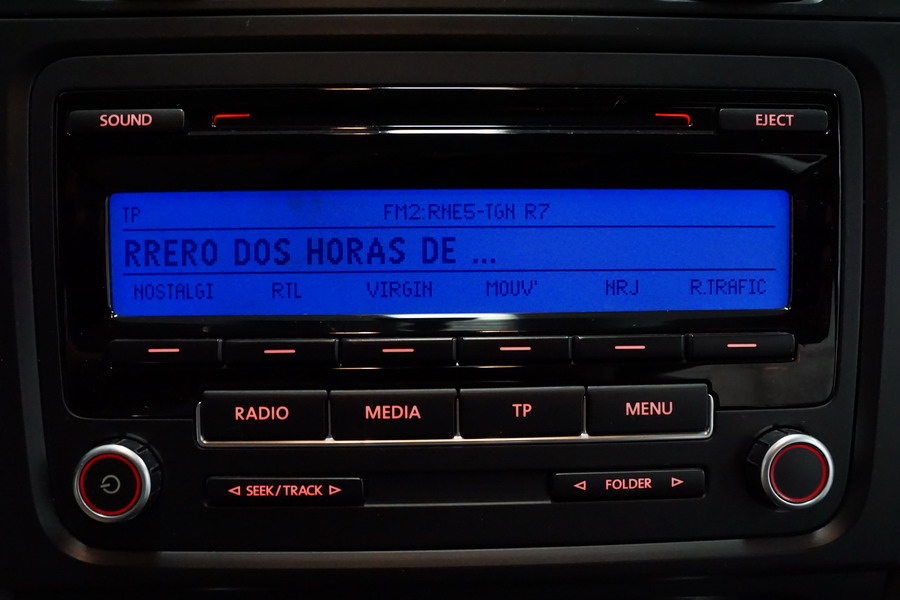 SOUND EJECT
TP FM2:RNE5-TGN R7
RRERO DOS HORAS DE ...
NOSTALGI RTL VIRGIN MOUV' NRJ R.TRAFIC
RADIO MEDIA TP MENU
SEEK/TRACK FOLDER